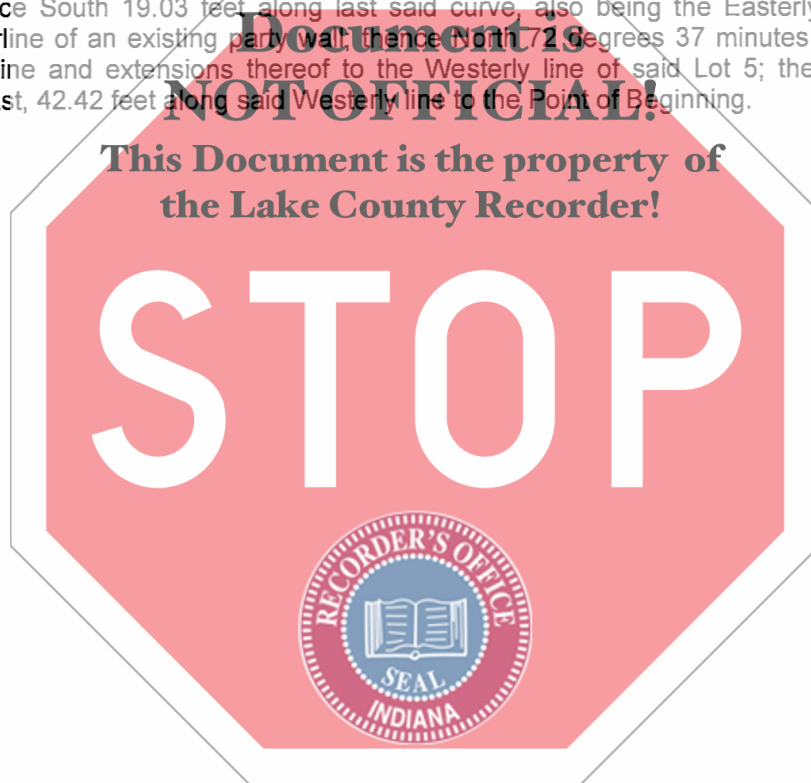 ce South 19.03 feet along last said curve, also being the Easterly
rline of an existing party wall; thence North 72 degrees 37 minutes
ine and extensions thereof to the Westerly line of said Lot 5; the
st, 42.42 feet along said Westerly line to the Point of Beginning.
Document is
NOT OFFICIAL!
This Document is the property of
the Lake County Recorder!
STOP
RECORDER'S OFFICE
SEAL
INDIANA